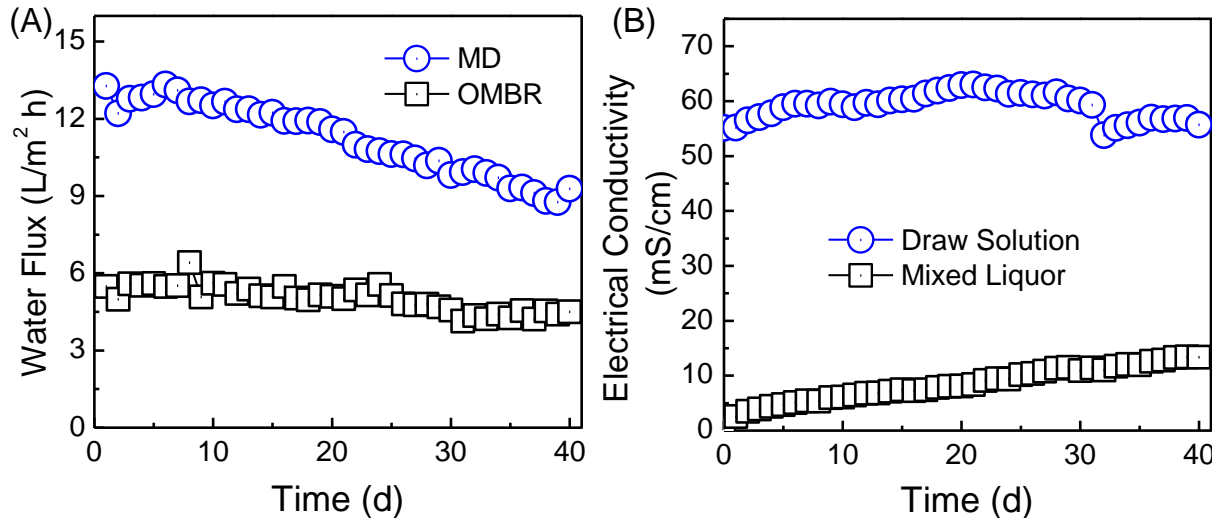 (A)
15
12
9
6
3
0
Water Flux (L/m² h)
MD
OMBR
0 10 20 30 40
Time (d)
(B)
70
60
50
40
30
20
10
0
Electrical Conductivity
(mS/cm)
Draw Solution
Mixed Liquor
0 10 20 30 40
Time (d)